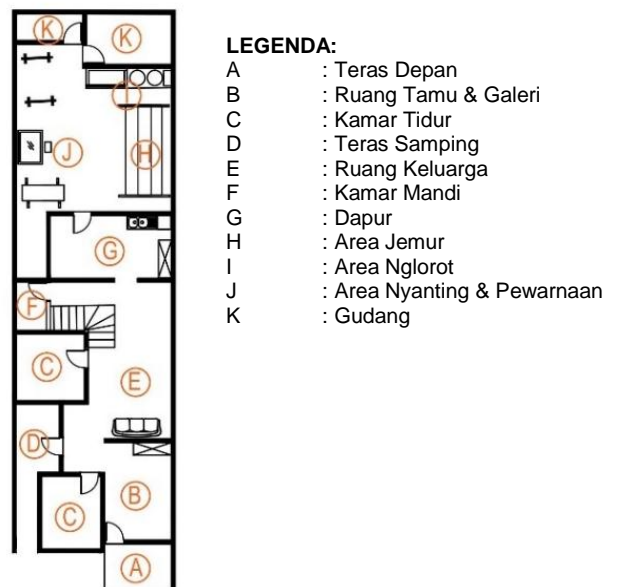 K
K
I
J
H
G
F
C
E
D
B
C
A
LEGENDA:
A : Teras Depan
B : Ruang Tamu & Galeri
C : Kamar Tidur
D : Teras Samping
E : Ruang Keluarga
F : Kamar Mandi
G : Dapur
H : Area Jemur
I : Area Nglorot
J : Area Nyanting & Pewarnaan
K : Gudang